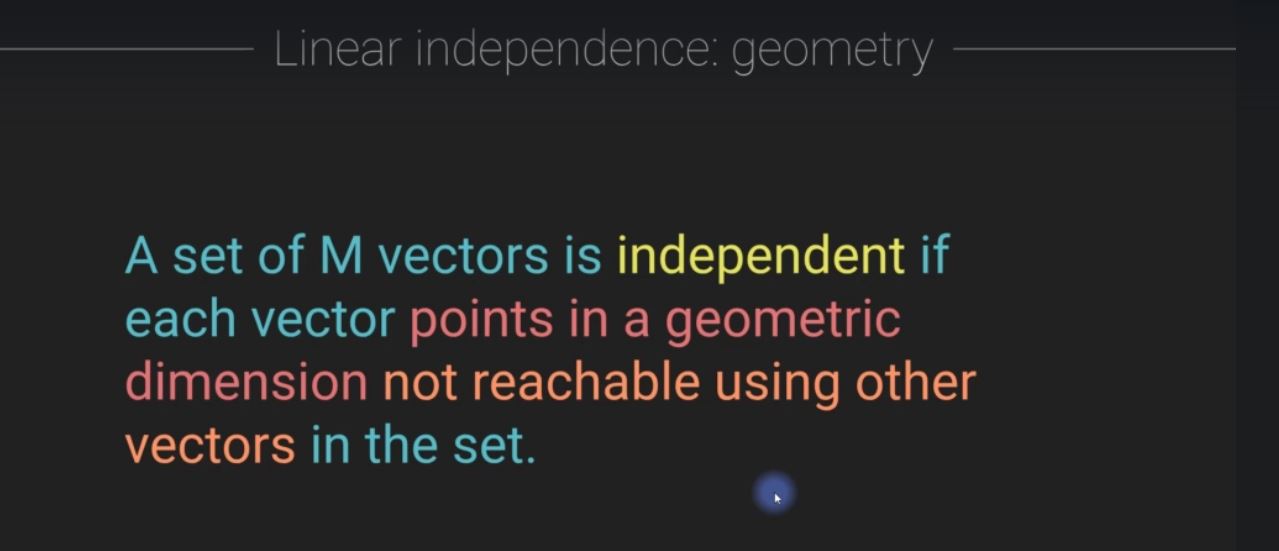 Linear independence: geometry
A set of M vectors is independent if
each vector points in a geometric
dimension not reachable using other
vectors in the set.